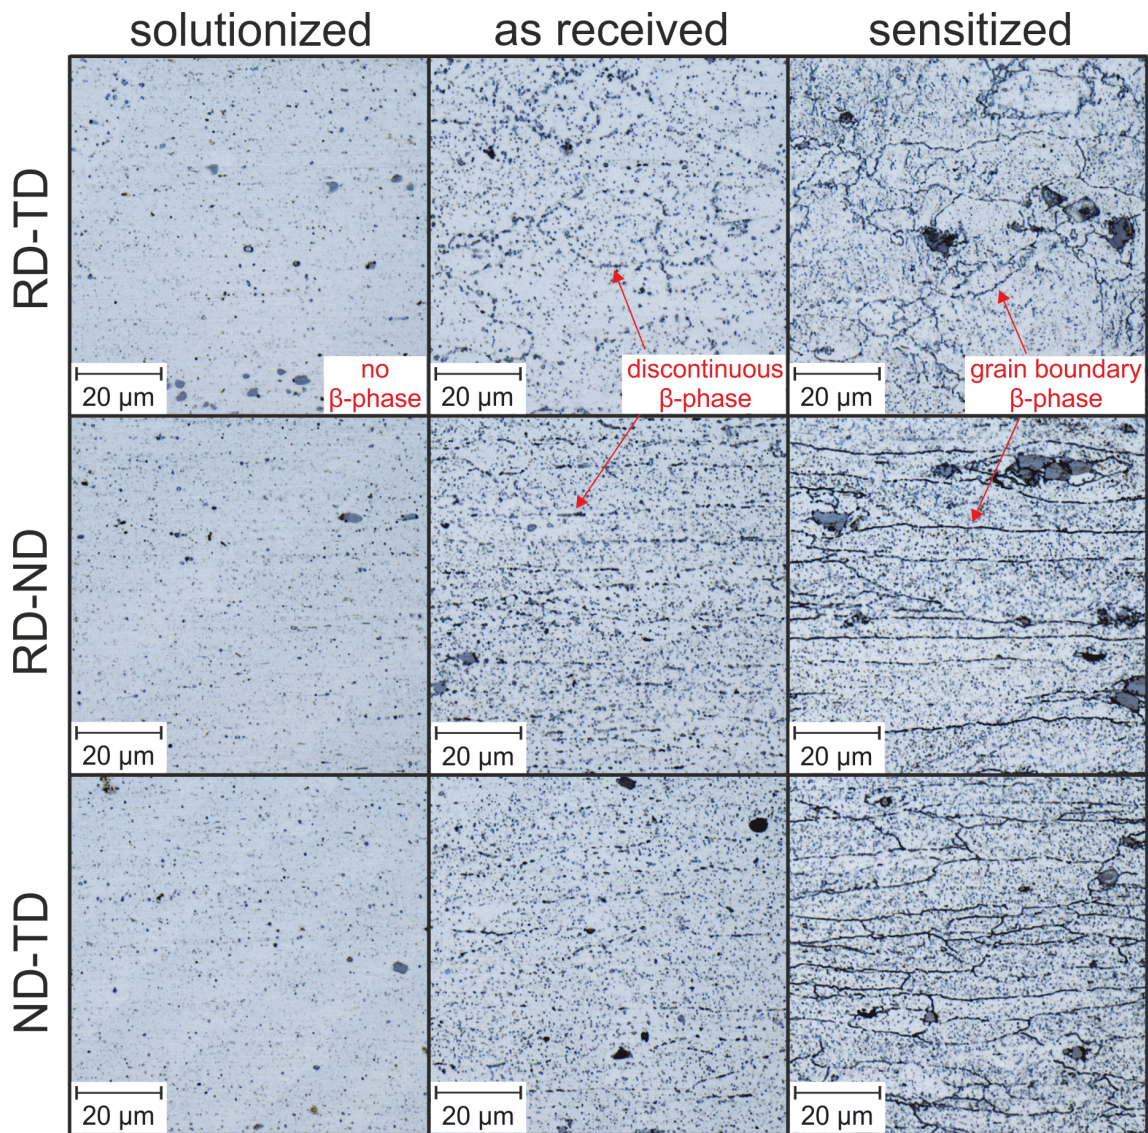 solutionized
as received
sensitized
RD-TD
20 µm
no
β-phase
20 µm
discontinuous
β-phase
20 µm
grain boundary
β-phase
RD-ND
20 µm
20 µm
20 µm
ND-TD
20 µm
20 µm
20 µm